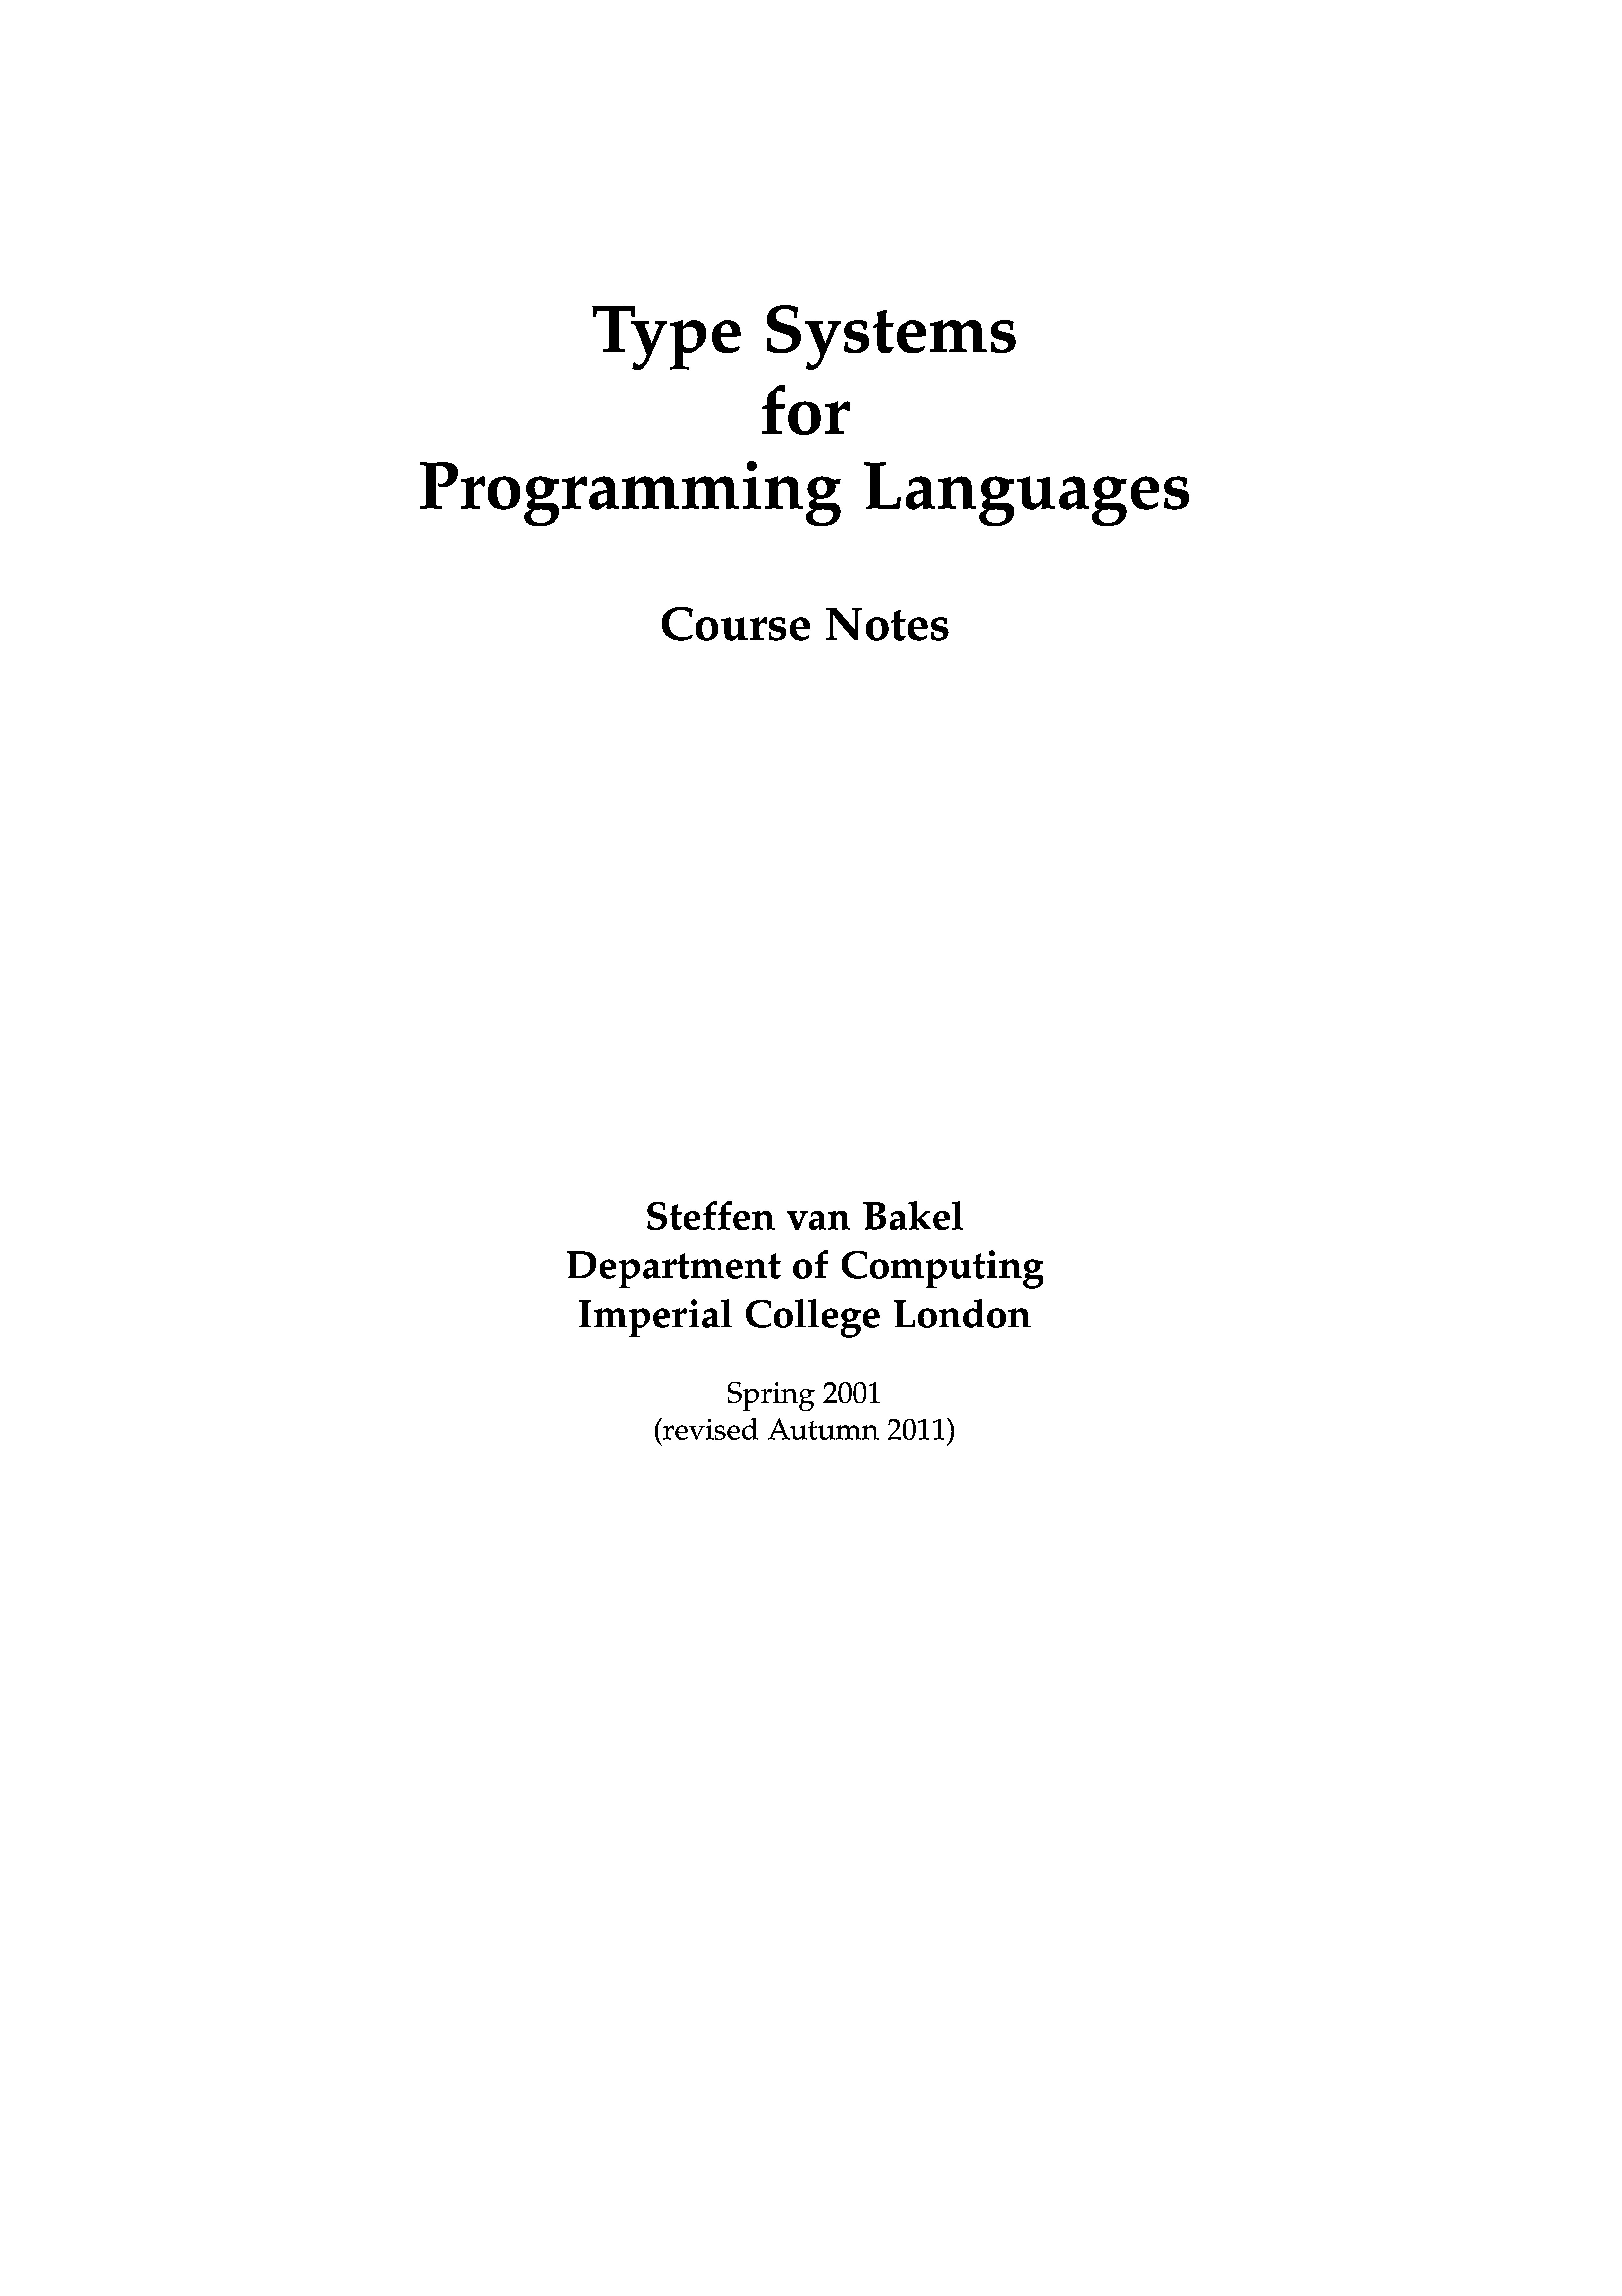 Type Systems
for
Programming Languages
Course Notes
Steffen van Bakel
Department of Computing
Imperial College London
Spring 2001
(revised Autumn 2011)